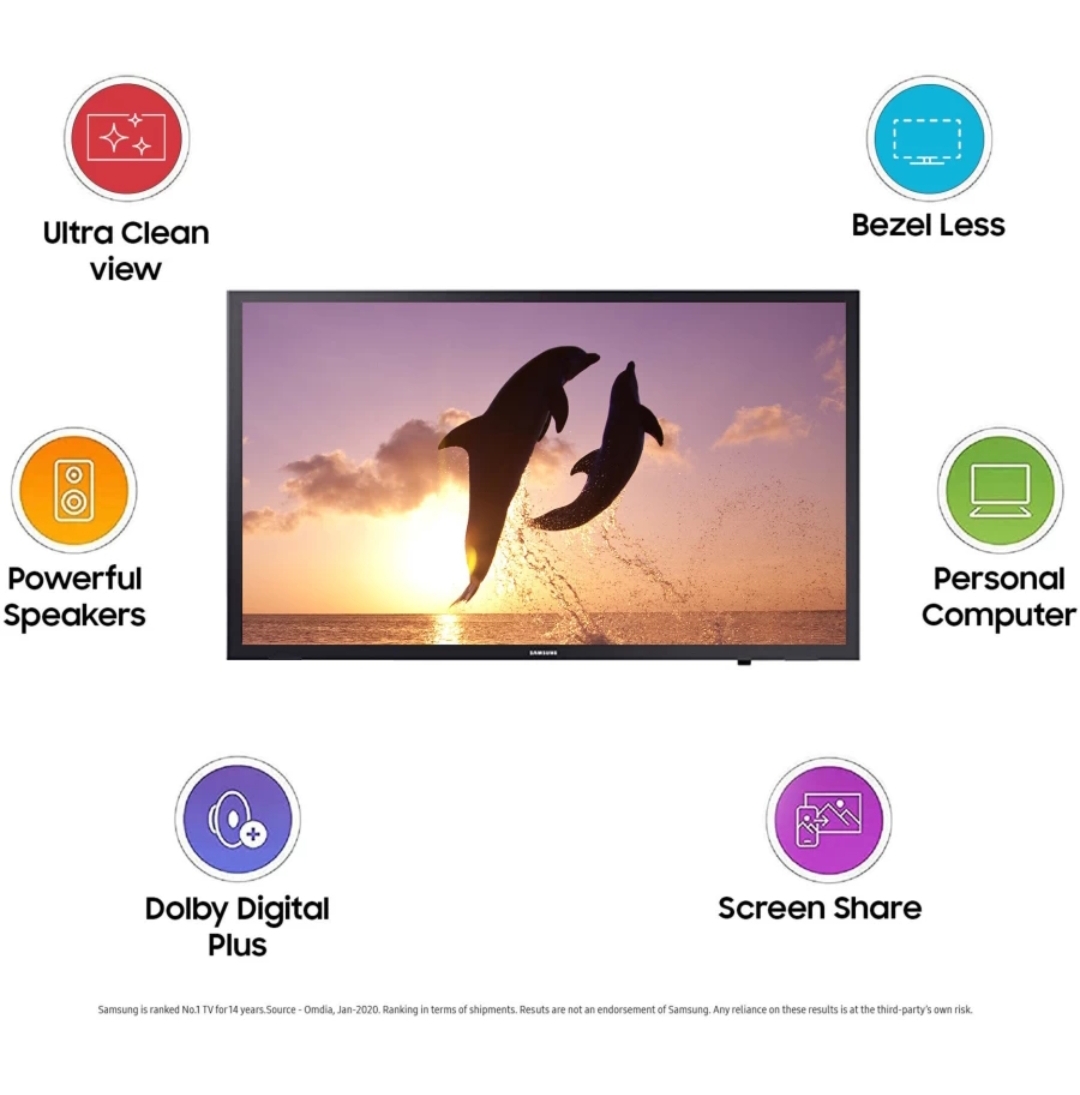 Ultra Clean
view
Bezel Less
Powerful
Speakers
Personal
Computer
SAMSUNG
Dolby Digital
Plus
Screen Share
Samsung is ranked No.1 TV for 14 years.Source - Omdia, Jan-2020. Ranking in terms of shipments. Resuts are not an endorsement of Samsung. Any reliance on these results is at the third-party's own risk.